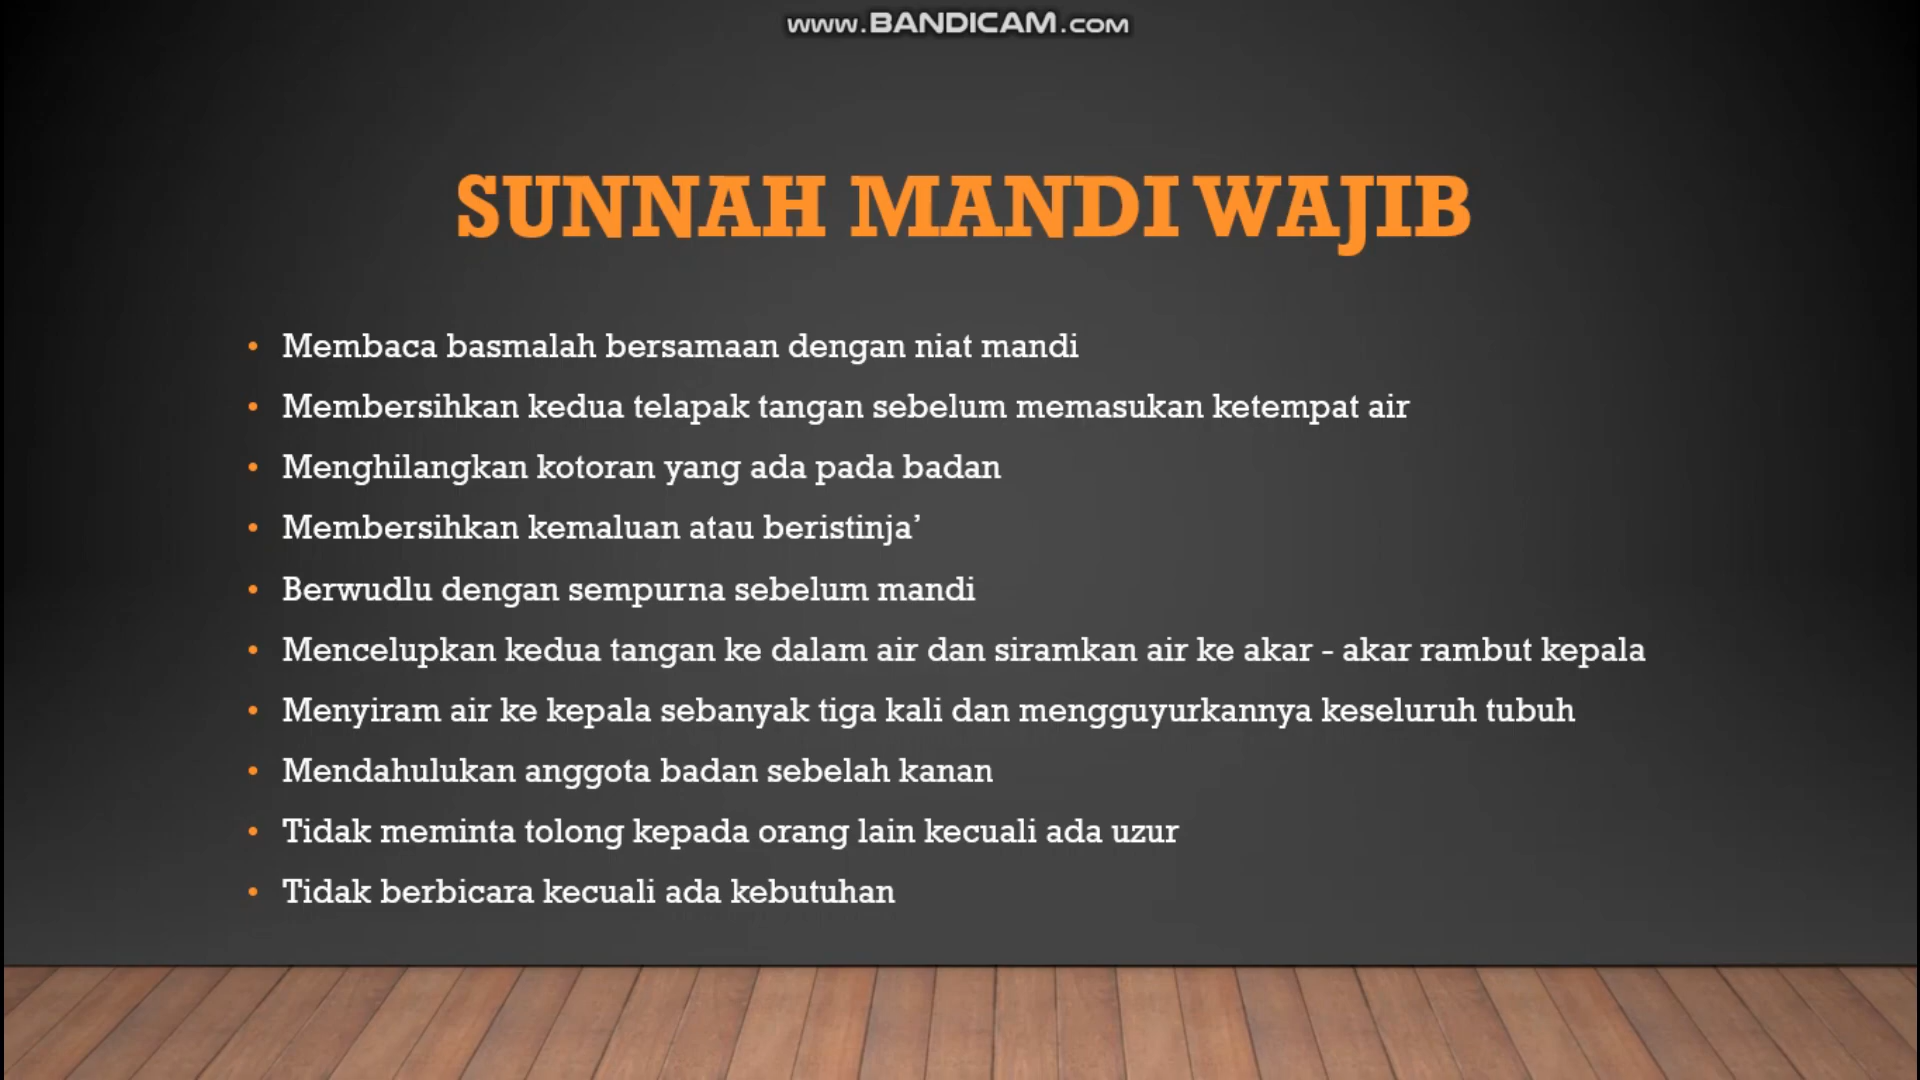 www.BANDICAM.com
SUNNAH MANDI WAJIB
• Membaca basmalah bersamaan dengan niat mandi
• Membersihkan kedua telapak tangan sebelum memasukan ketempat air
• Menghilangkan kotoran yang ada pada badan
• Membersihkan kemaluan atau beristinja’
• Berwudlu dengan sempurna sebelum mandi
• Mencelupkan kedua tangan ke dalam air dan siramkan air ke akar - akar rambut kepala
• Menyiram air ke kepala sebanyak tiga kali dan mengguyurkannya keseluruh tubuh
• Mendahulukan anggota badan sebelah kanan
• Tidak meminta tolong kepada orang lain kecuali ada uzur
• Tidak berbicara kecuali ada kebutuhan